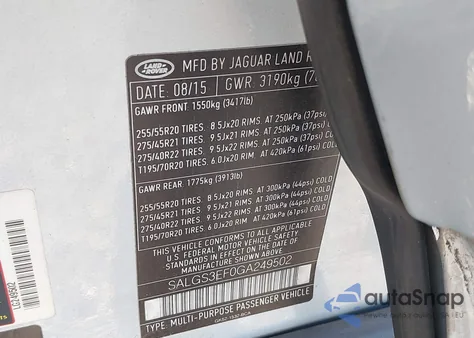 LAND ROVER
MFD BY JAGUAR LAND
DATE: 08/15 GWR: 3190kg
GAWR FRONT 1550kg (3417lb)
255/55R20 TIRES: 8.5Jx20 RIMS. AT 250kPa (37psi)
275/45R21 TIRES: 9.5Jx21 RIMS. AT 250kPa (37psi)
275/40R22 TIRES: 9.5Jx22 RIMS. AT 250kPa (37psi)
T195/70R20 TIRES: 6.0Jx20 RIM. AT 420kPa (61psi) COLD
GAWR REAR: 1775kg (3913lb)
255/55R20 TIRES: 8.5Jx20 RIMS. AT 300kPa (44psi) COLD
275/45R21 TIRES: 9.5Jx21 RIMS. AT 300kPa (44psi) COLD
275/40R22 TIRES: 9.5Jx22 RIMS. AT 300kPa (44psi) COLD
T195/70R20 TIRES: 6.0Jx20 RIM. AT 420kPa (61psi) COLD
THIS VEHICLE CONFORMS TO ALL APPLICABLE
U.S. FEDERAL MOTOR VEHICLE SAFETY STANDARDS
IN EFFECT ON THE DATE OF MANUFACTURE
SHOWN ABOVE.
SALGS3EF0GA249502
TYPE: MULTI-PURPOSE PASSENGER VEHICLE
LG249502
autoSnap